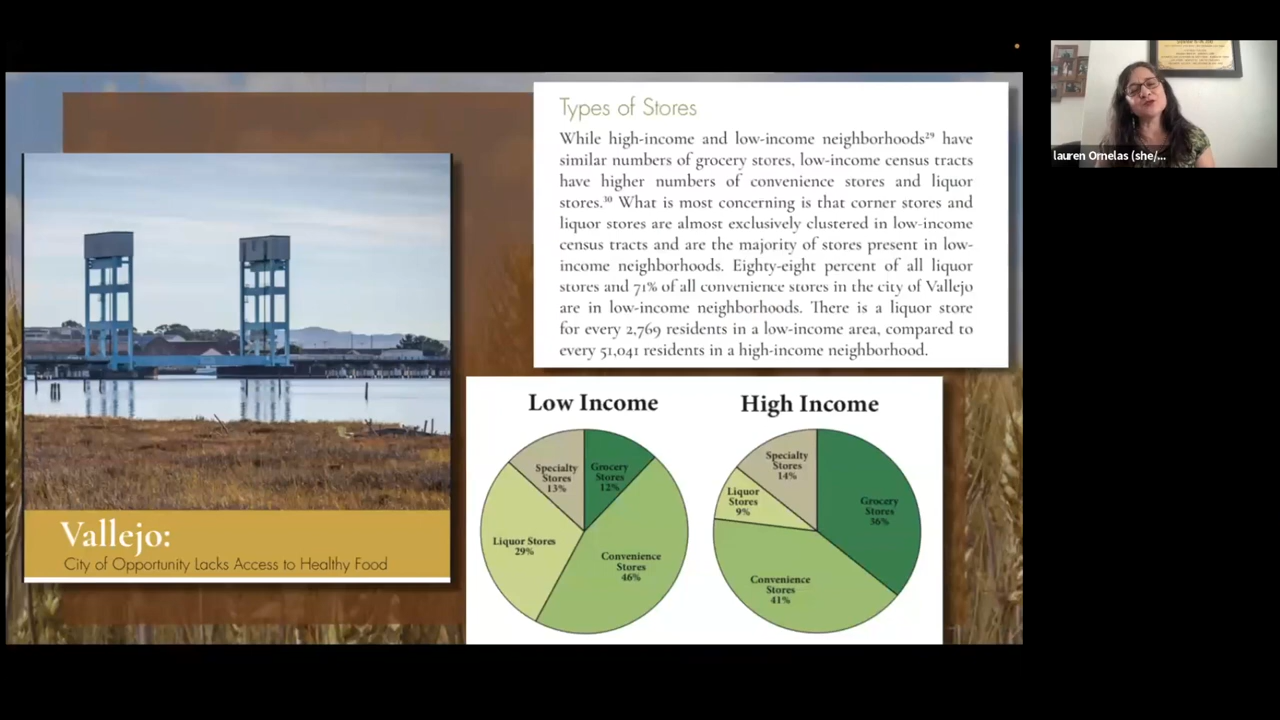 Types of Stores
While high-income and low-income neighborhoods²⁹ have
similar numbers of grocery stores, low-income census tracts
have higher numbers of convenience stores and liquor
stores.³⁰ What is most concerning is that corner stores and
liquor stores are almost exclusively clustered in low-income
census tracts and are the majority of stores present in low-
income neighborhoods. Eighty-eight percent of all liquor
stores and 71% of all convenience stores in the city of Vallejo
are in low-income neighborhoods. There is a liquor store
for every 2,769 residents in a low-income area, compared to
every 51,041 residents in a high-income neighborhood.
Vallejo:
City of Opportunity Lacks Access to Healthy Food
Low Income
Specialty
Stores
13%
Grocery
Stores
12%
Liquor Stores
29%
Convenience
Stores
46%
High Income
Specialty
Stores
14%
Liquor
Stores
9%
Grocery
Stores
36%
Convenience
Stores
41%
lauren Ornelas (she/...